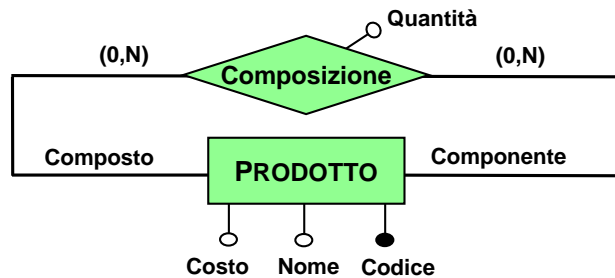 Quantità
(0,N) Composizione (0,N)
Composto PRODOTTO Componente
Costo Nome Codice